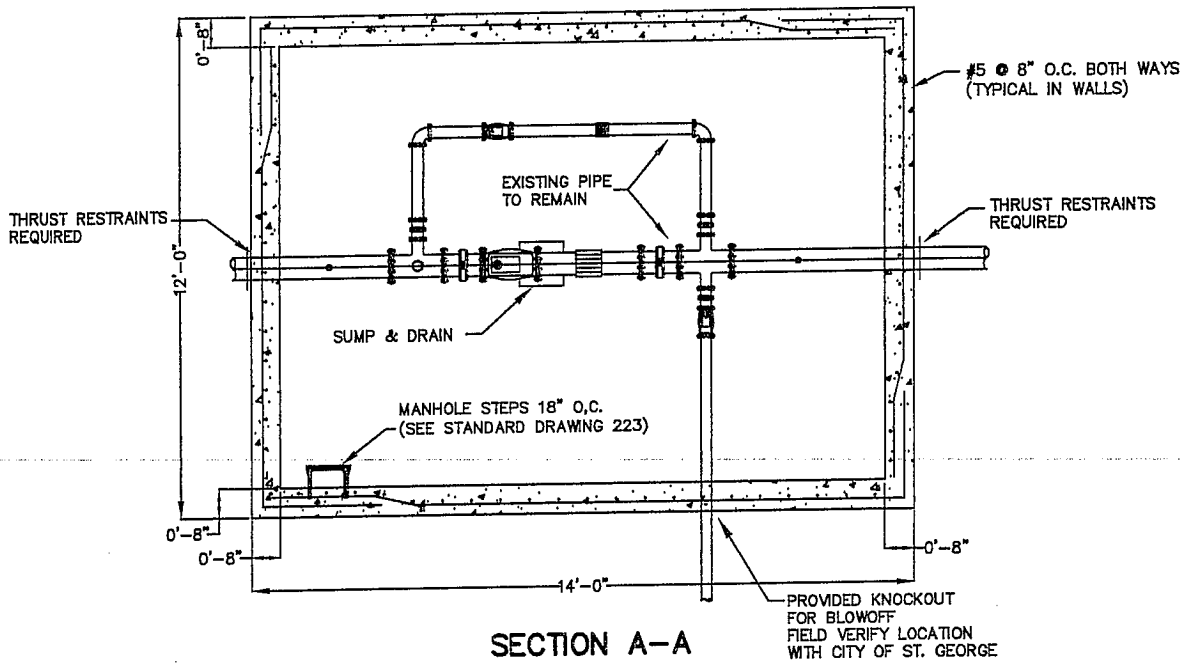 0'-8"
#5 @ 8" O.C. BOTH WAYS
(TYPICAL IN WALLS)
EXISTING PIPE
TO REMAIN
THRUST RESTRAINTS
REQUIRED
THRUST RESTRAINTS
REQUIRED
12'-0"
SUMP & DRAIN
MANHOLE STEPS 18" O.C.
(SEE STANDARD DRAWING 223)
0'-8"
0'-8"
0'-8"
14'-0"
PROVIDED KNOCKOUT
FOR BLOWOFF
FIELD VERIFY LOCATION
WITH CITY OF ST. GEORGE
SECTION A-A